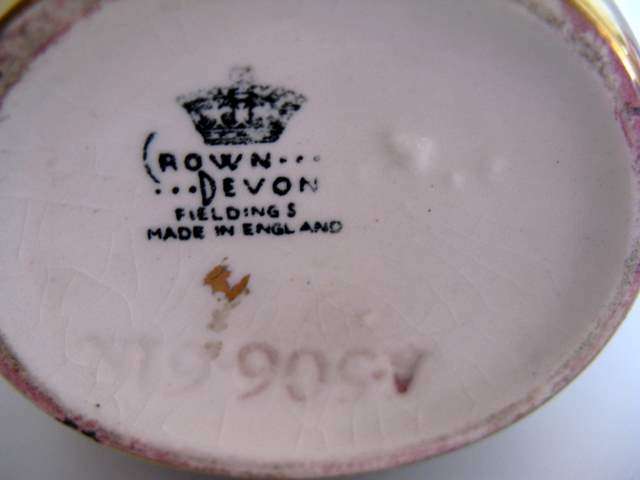 CROWN...
...DEVON
FIELDINGS
MADE IN ENGLAND